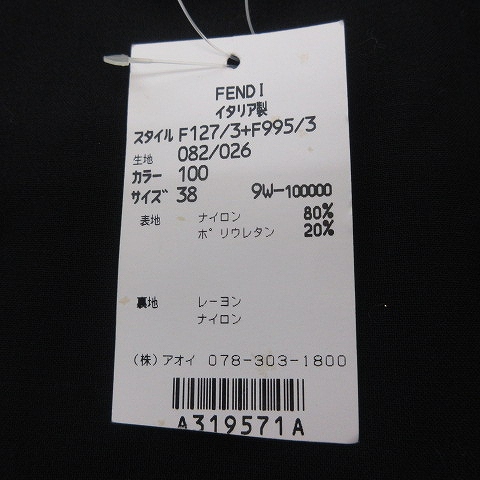 FENDI
イタリア製
スタイル F127/3+F995/3
生地 082/026
カラー 100
サイズ 38 9W-100000
表地 ナイロン 80%
ポリウレタン 20%
裏地 レーヨン
ナイロン
(株)アオイ 078-303-1800
A319571A